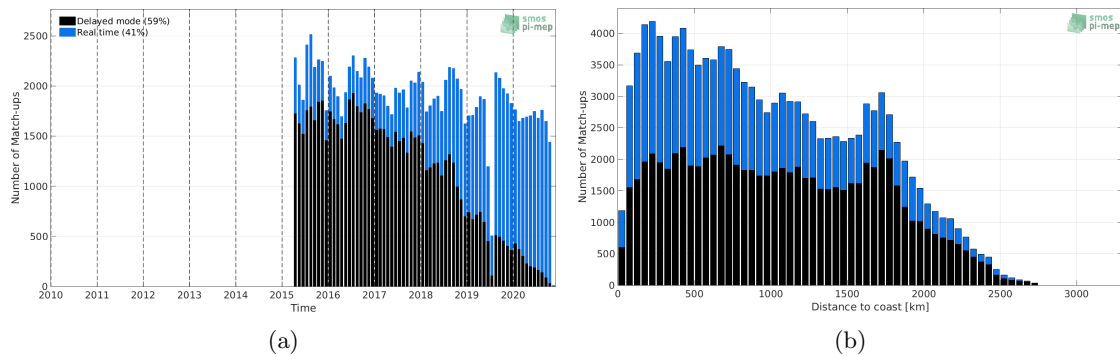 Delayed mode (59%)
Real time (41%)
smos
pi-mep
Number of Match-ups
2500
2000
1500
1000
500
0
2010 2011 2012 2013 2014 2015 2016 2017 2018 2019 2020
Time
(a)
smos
pi-mep
Number of Match-ups
4000
3500
3000
2500
2000
1500
1000
500
0
0 500 1000 1500 2000 2500 3000
Distance to coast [km]
(b)